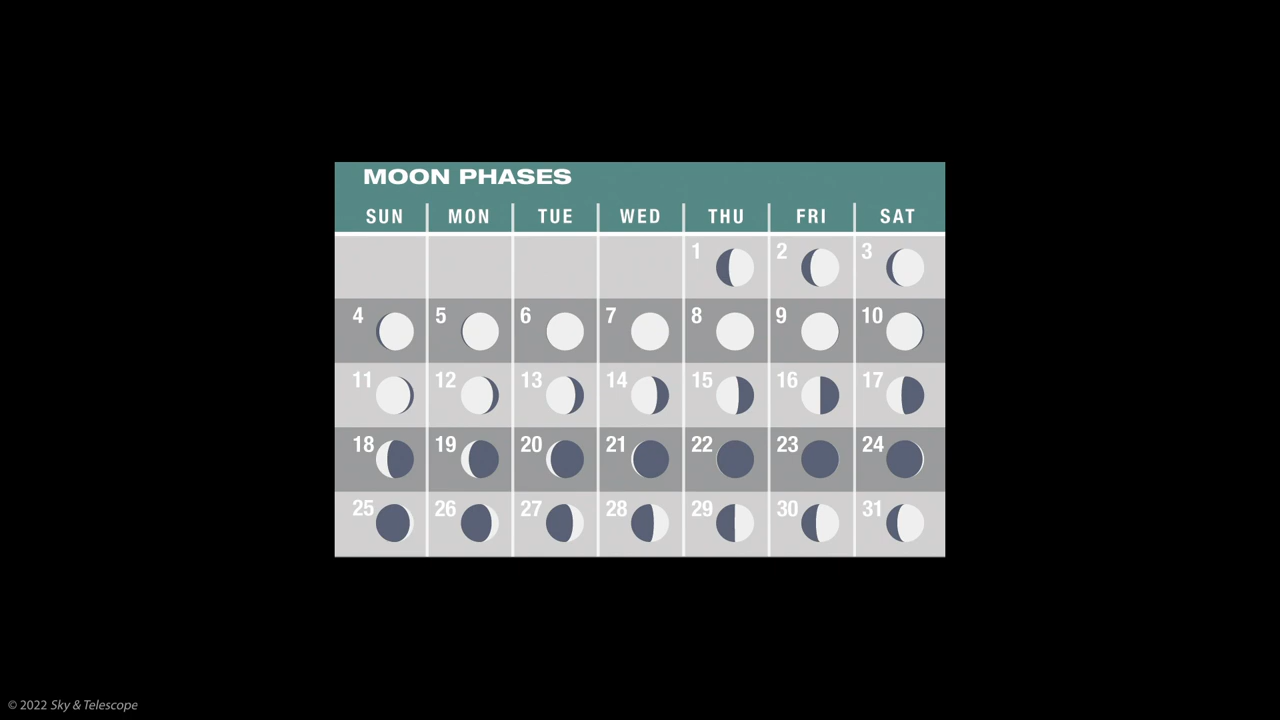 MOON PHASES
SUN MON TUE WED THU FRI SAT
1 2 3
4 5 6 7 8 9 10
11 12 13 14 15 16 17
18 19 20 21 22 23 24
25 26 27 28 29 30 31
© 2022 Sky & Telescope